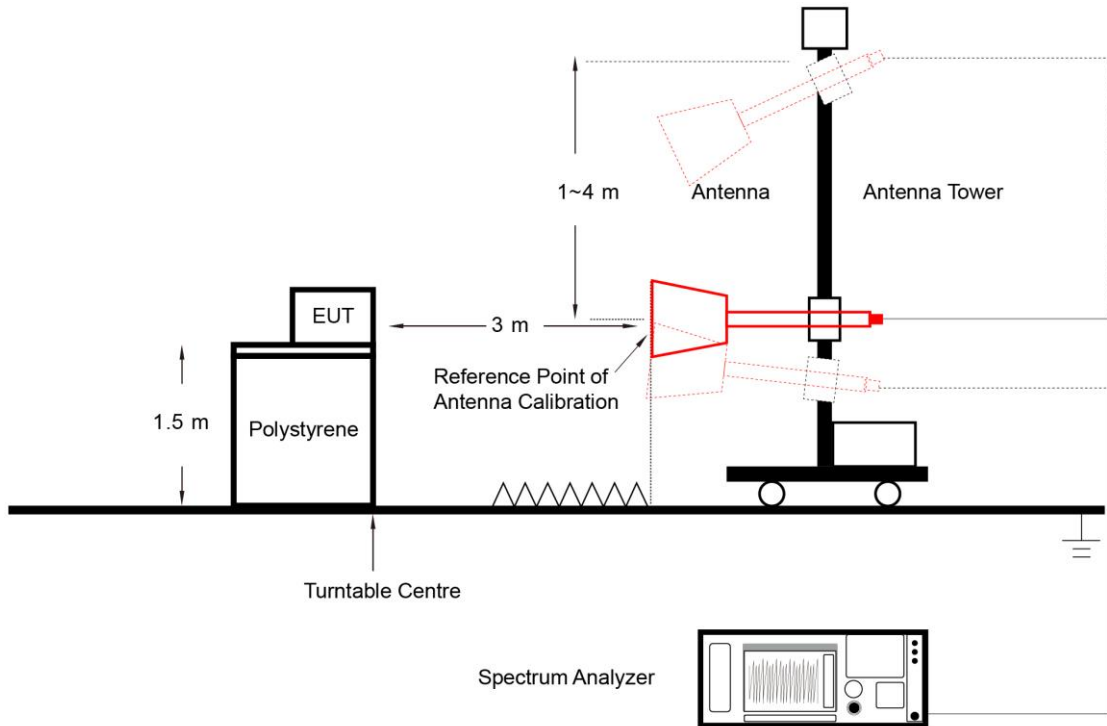 1~4 m
Antenna
Antenna Tower
EUT
3 m
Reference Point of
Antenna Calibration
1.5 m
Polystyrene
Turntable Centre
Spectrum Analyzer